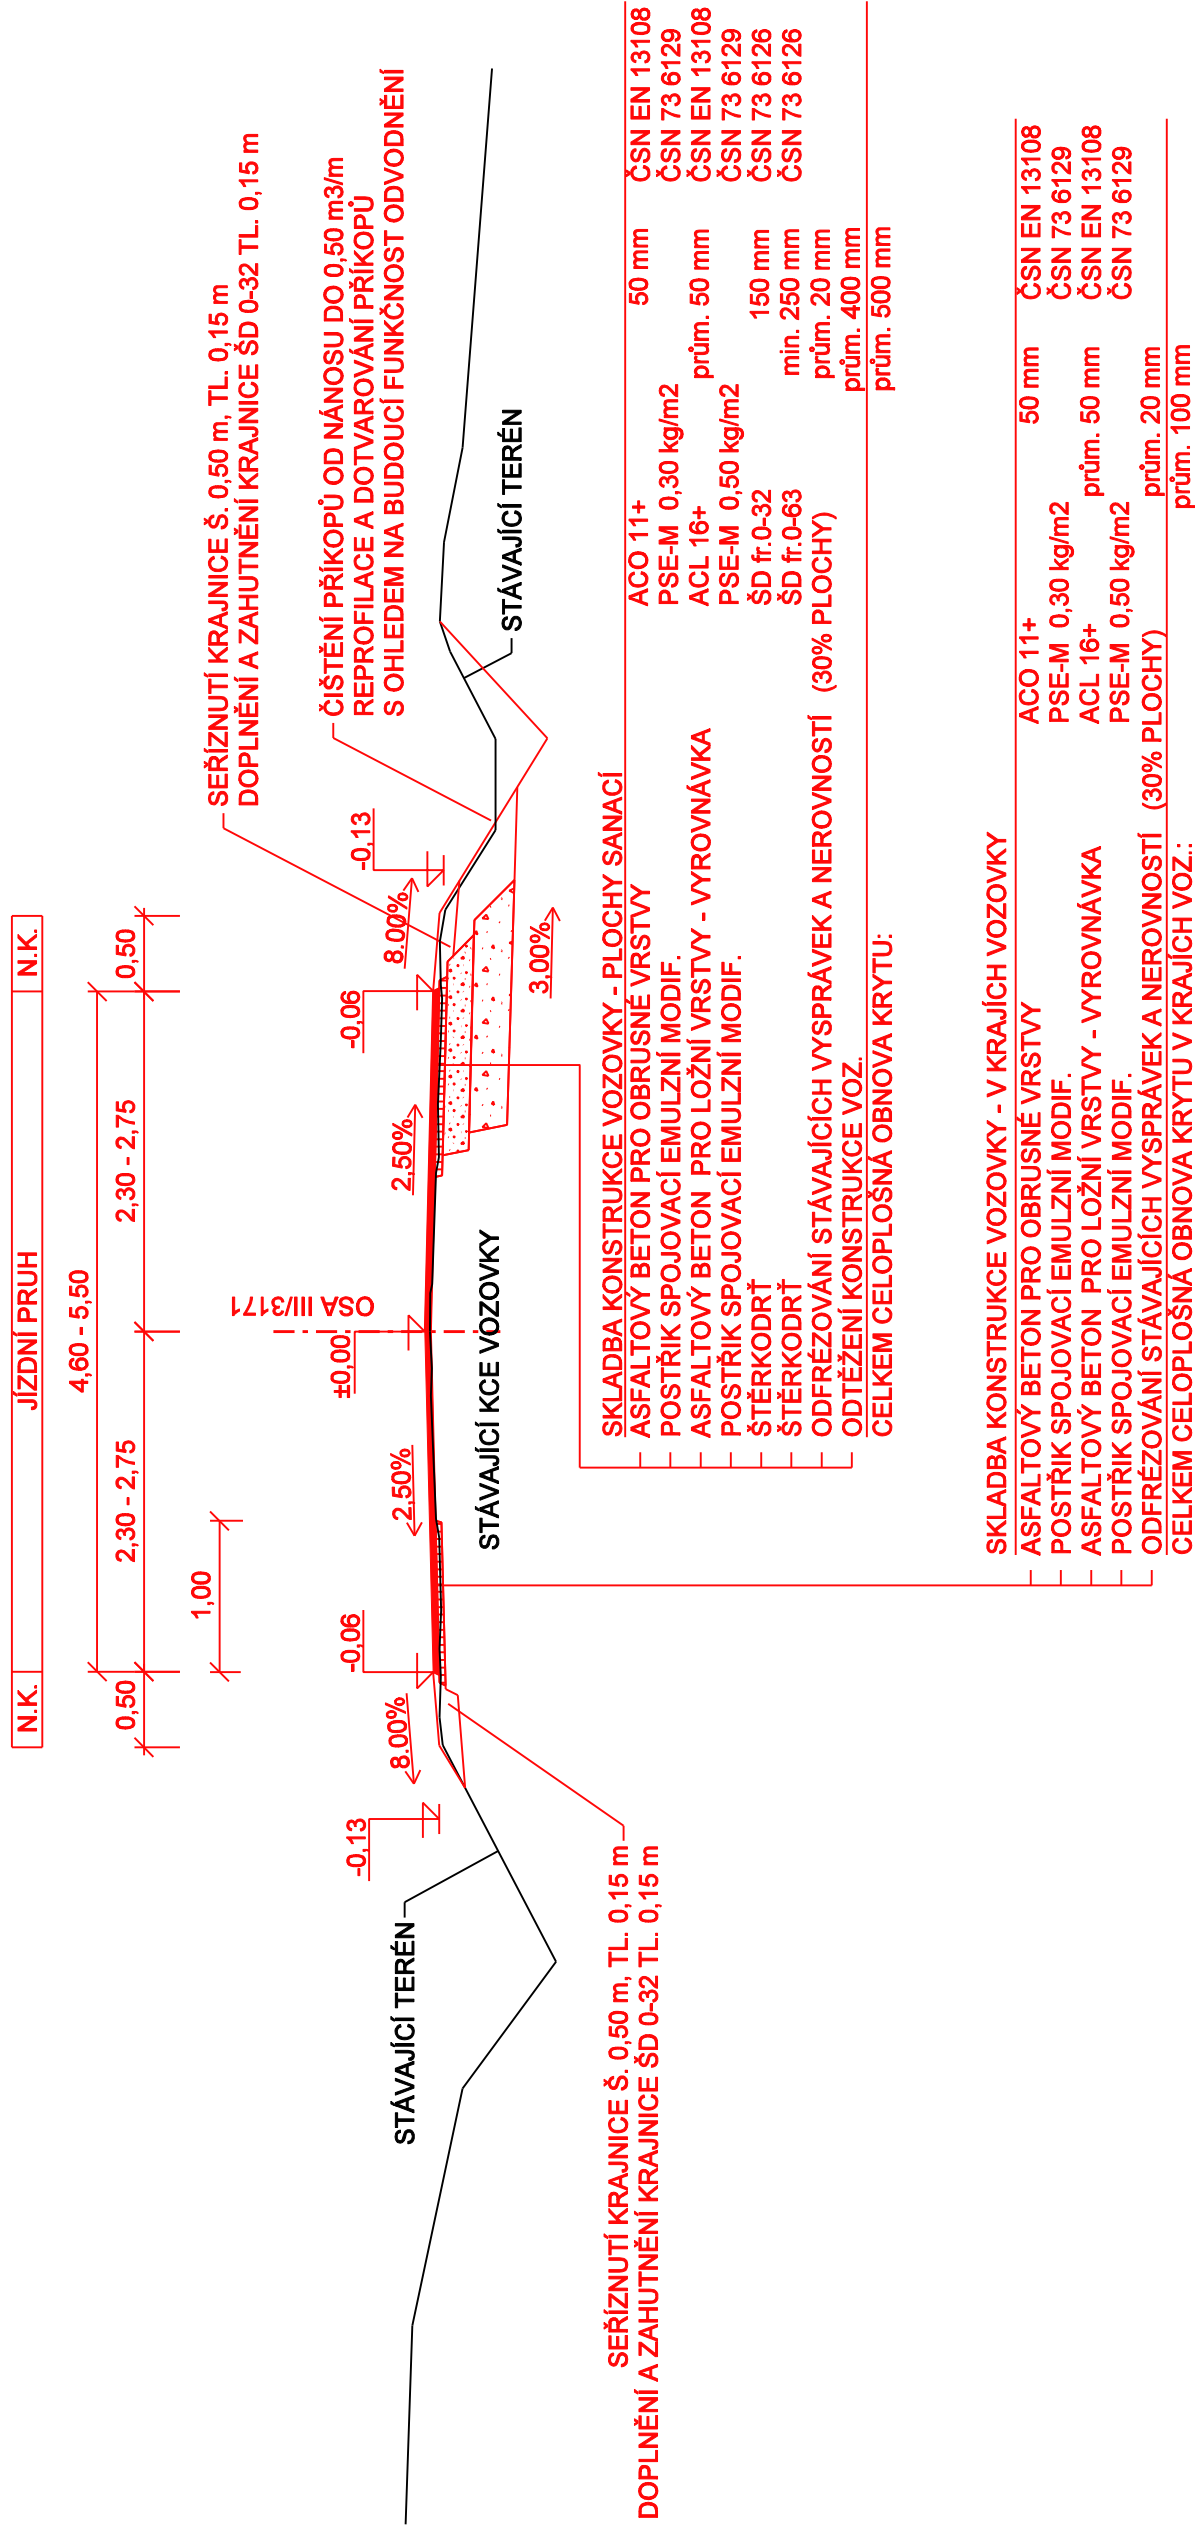 N.K.
JÍZDNÍ PRUH
N.K.
4,60 - 5,50
0,50
2,30 - 2,75
2,30 - 2,75
0,50
1,00
SEŘÍZNUTÍ KRAJNICE Š. 0,50 m, TL. 0,15 m
DOPLNĚNÍ A ZAHUTNĚNÍ KRAJNICE ŠD 0-32 TL. 0,15 m
OSA III/3171
ČIŠTĚNÍ PŘÍKOPŮ OD NÁNOSU DO 0,50 m3/m
REPROFILACE A DOTVAROVÁNÍ PŘÍKOPŮ
S OHLEDEM NA BUDOUCÍ FUNKČNOST ODVODNĚNÍ
-0,13
-0,06
±0,00
-0,06
-0,13
8.00%
2,50%
2,50%
8.00%
STÁVAJÍCÍ TERÉN
STÁVAJÍCÍ KCE VOZOVKY
STÁVAJÍCÍ TERÉN
3.00%
SEŘÍZNUTÍ KRAJNICE Š. 0,50 m, TL. 0,15 m
DOPLNĚNÍ A ZAHUTNĚNÍ KRAJNICE ŠD 0-32 TL. 0,15 m
SKLADBA KONSTRUKCE VOZOVKY - PLOCHY SANACÍ
ASFALTOVÝ BETON PRO OBRUSNÉ VRSTVY ACO 11+ 50 mm ČSN EN 13108
POSTŘIK SPOJOVACÍ EMULZNÍ MODIF. PSE-M 0,30 kg/m2 ČSN 73 6129
ASFALTOVÝ BETON PRO LOŽNÍ VRSTVY - VYROVNÁVKA ACL 16+ prům. 50 mm ČSN EN 13108
POSTŘIK SPOJOVACÍ EMULZNÍ MODIF. PSE-M 0,50 kg/m2 ČSN 73 6129
ŠTĚRKODRŤ ŠD fr.0-32 150 mm ČSN 73 6126
ŠTĚRKODRŤ ŠD fr.0-63 min. 250 mm ČSN 73 6126
ODFRÉZOVÁNÍ STÁVAJÍCÍCH VYSPRÁVEK A NEROVNOSTÍ (30% PLOCHY) prům. 20 mm
ODTĚŽENÍ KONSTRUKCE VOZ. prům. 400 mm
CELKEM CELOPLOŠNÁ OBNOVA KRYTU: prům. 500 mm
SKLADBA KONSTRUKCE VOZOVKY - V KRAJÍCH VOZOVKY
ASFALTOVÝ BETON PRO OBRUSNÉ VRSTVY ACO 11+ 50 mm ČSN EN 13108
POSTŘIK SPOJOVACÍ EMULZNÍ MODIF. PSE-M 0,30 kg/m2 ČSN 73 6129
ASFALTOVÝ BETON PRO LOŽNÍ VRSTVY - VYROVNÁVKA ACL 16+ prům. 50 mm ČSN EN 13108
POSTŘIK SPOJOVACÍ EMULZNÍ MODIF. PSE-M 0,50 kg/m2 ČSN 73 6129
ODFRÉZOVÁNÍ STÁVAJÍCÍCH VYSPRÁVEK A NEROVNOSTÍ (30% PLOCHY) prům. 20 mm
CELKEM CELOPLOŠNÁ OBNOVA KRYTU V KRAJÍCH VOZ.: prům. 100 mm